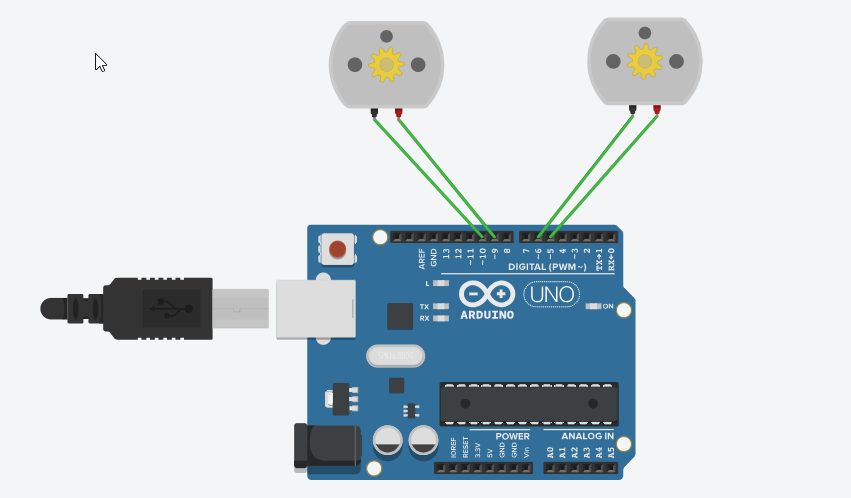 AREF
GND
13
12
~11
~10
~9
8
7
~6
~5
4
~3
2
TX→1
RX←0
DIGITAL (PWM~)
L
TX
RX
ARDUINO
UNO
ON
POWER
ANALOG IN
IOREF
RESET
3.3V
5V
GND
GND
Vin
A0
A1
A2
A3
A4
A5